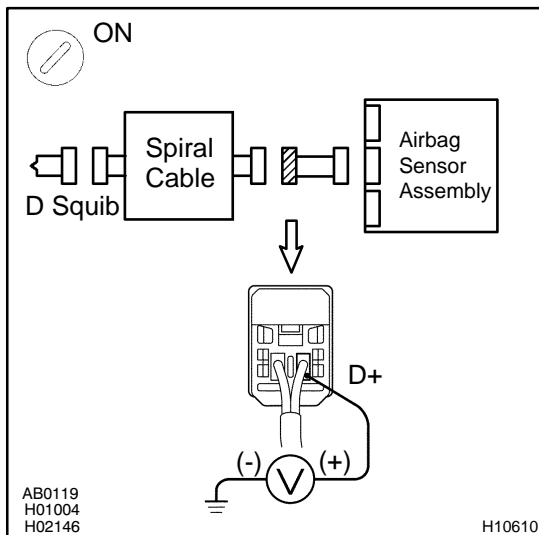 ON
Spiral
Cable
Airbag
Sensor
Assembly
D Squib
D+
(-)
V
(+)
AB0119
H01004
H02146
H10610